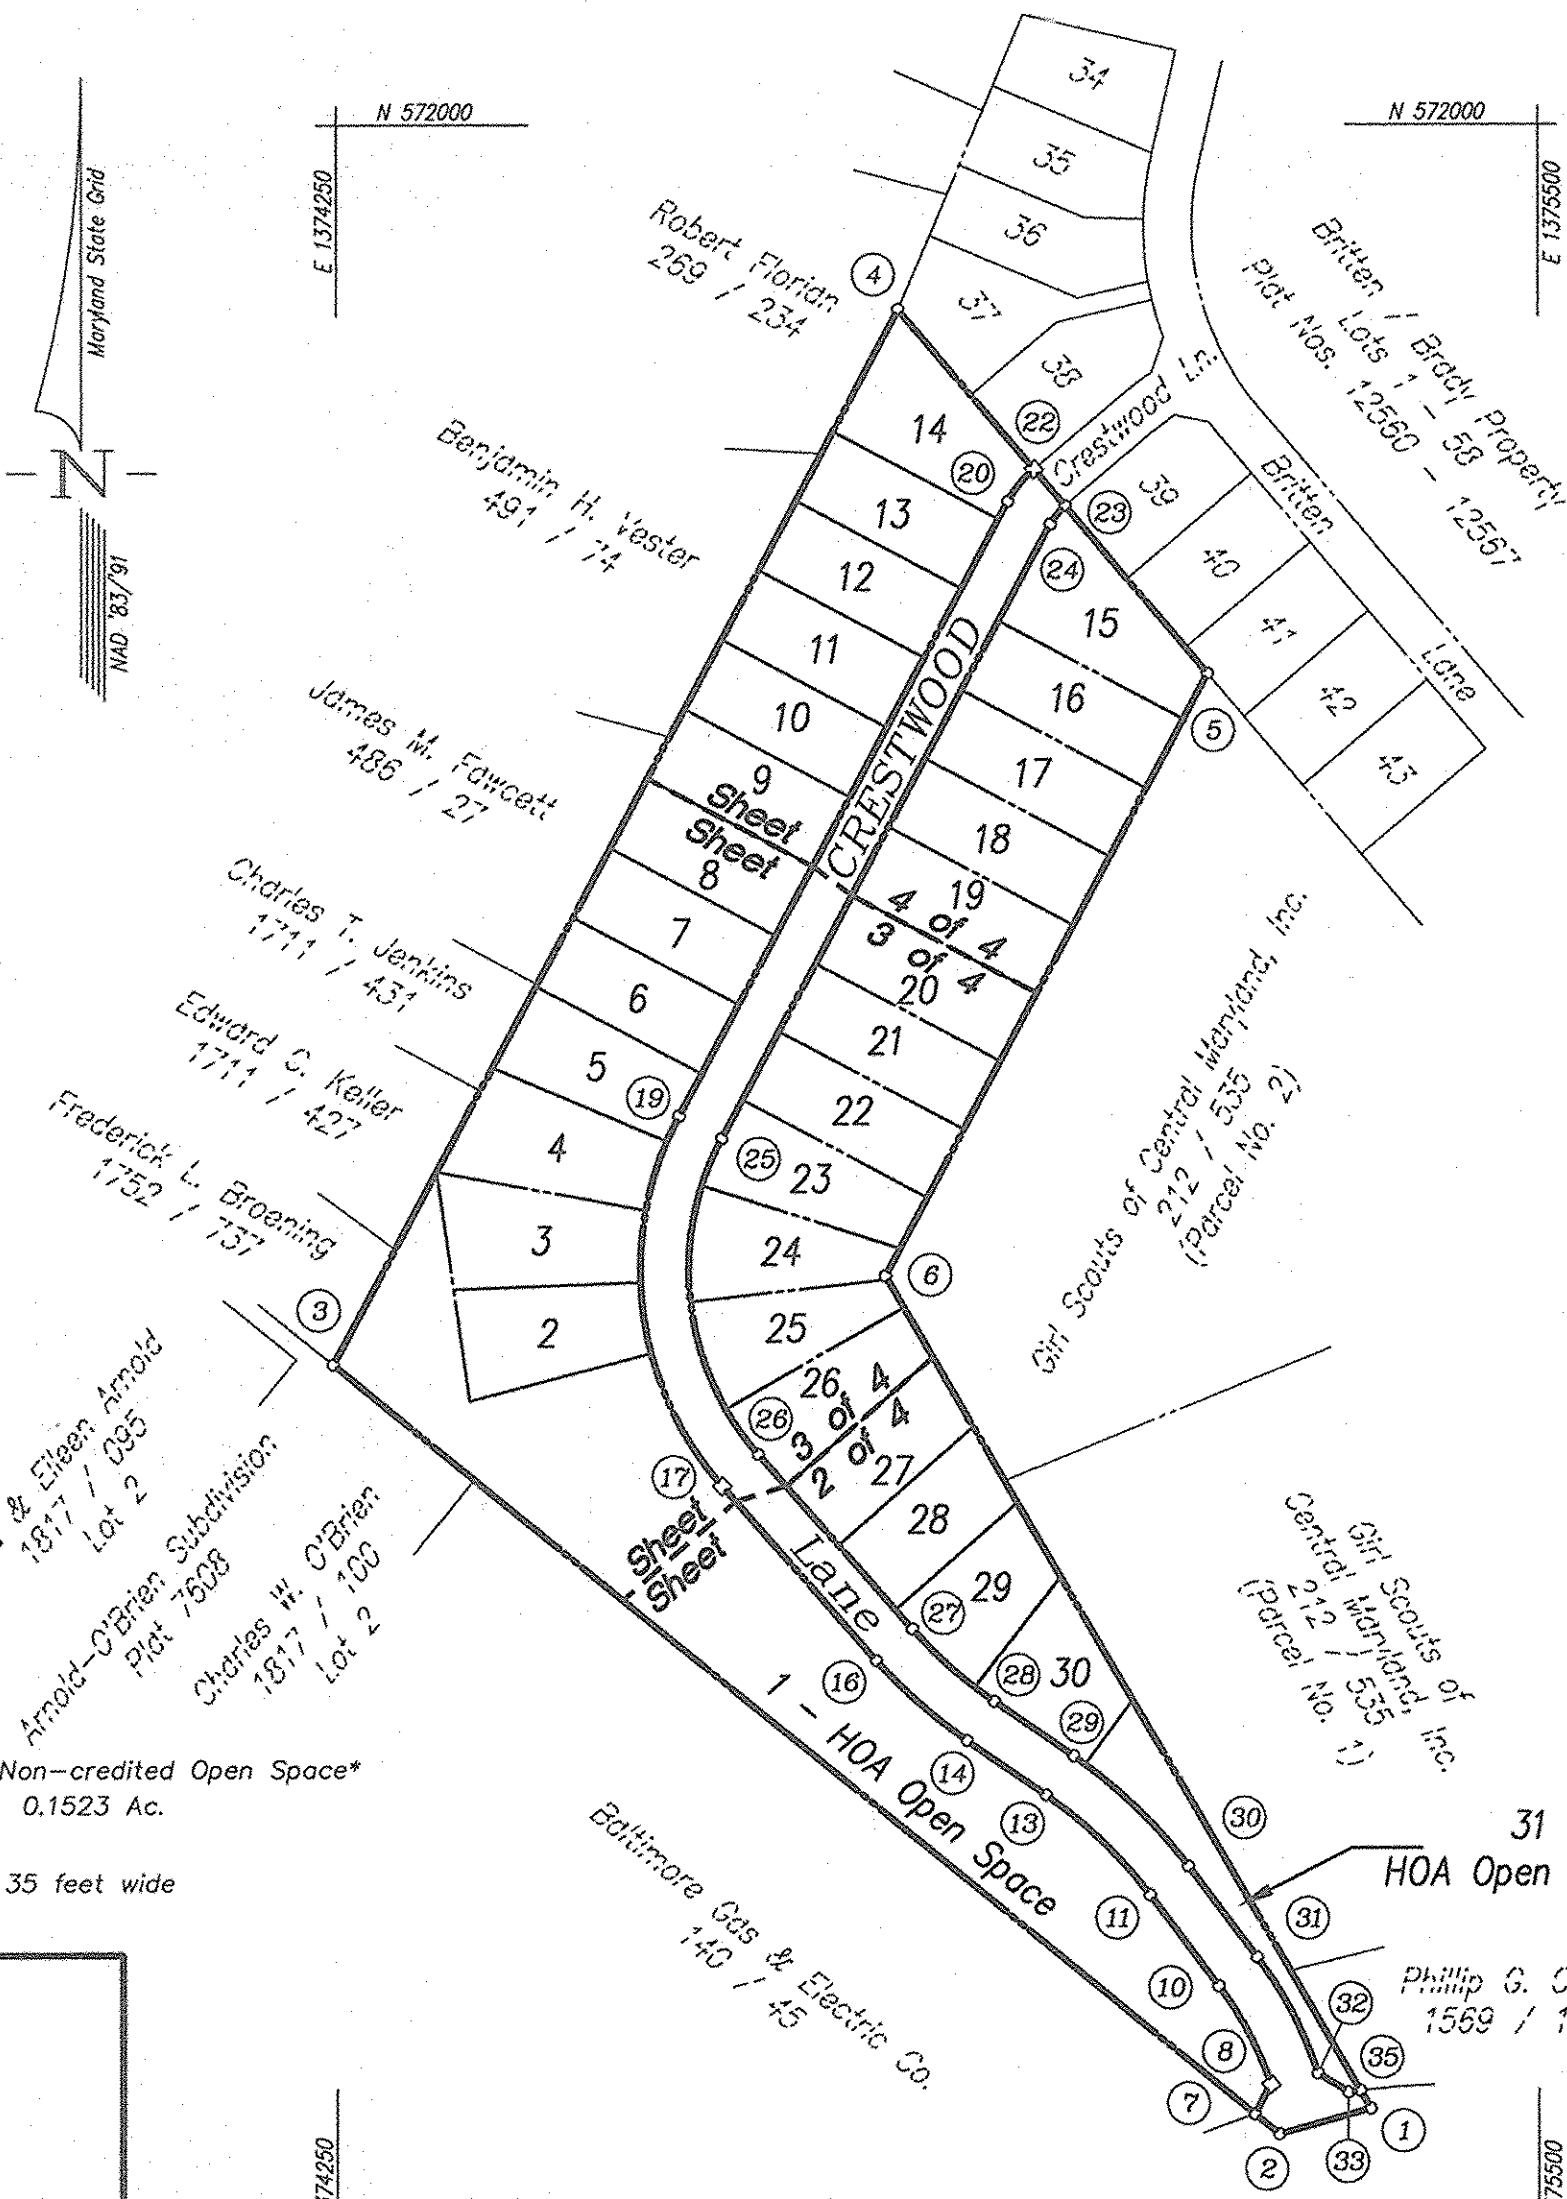 N 572000
E 1374250
N 572000
E 1375500
Maryland State Grid
N
NAD '83/'91
34
35
36
37
38
Robert Florian
269 / 234
4
Britten / Brady Property
Lots 1 - 58
Plat Nos. 12560 - 12567
Crestwood Ln.
22
20
23
24
39
40
41
42
43
Britten
Lane
5
Benjamin H. Vester
491 / 74
James M. Fawcett
486 / 27
Charles T. Jenkins
1711 / 431
Edward C. Keller
1711 / 427
Frederick L. Broening
1752 / 737
14
13
12
11
10
9
Sheet
Sheet
8
7
6
5
4
3
2
CRESTWOOD
15
16
17
18
19
4 of 4
3 of 4
20
21
22
23
24
25
26
3 of 4
2 of 4
27
28
29
30
19
25
6
3
26
17
Sheet
Sheet
Lane
27
28
29
16
14
13
30
31
11
10
32
8
35
7
2
33
1
Girl Scouts of Central Maryland, Inc.
212 / 535
(Parcel No. 2)
Girl Scouts of
Central Maryland, Inc.
212 / 535
(Parcel No. 1)
& Eileen Arnold
1817 / 095
Lot 2
Arnold-O'Brien Subdivision
Plat 7608
Charles W. O'Brien
1817 / 100
Lot 2
Non-credited Open Space*
0.1523 Ac.
35 feet wide
1 - HOA Open Space
Baltimore Gas & Electric Co.
140 / 45
31
HOA Open
Phillip G.
1569 /
74250
75500